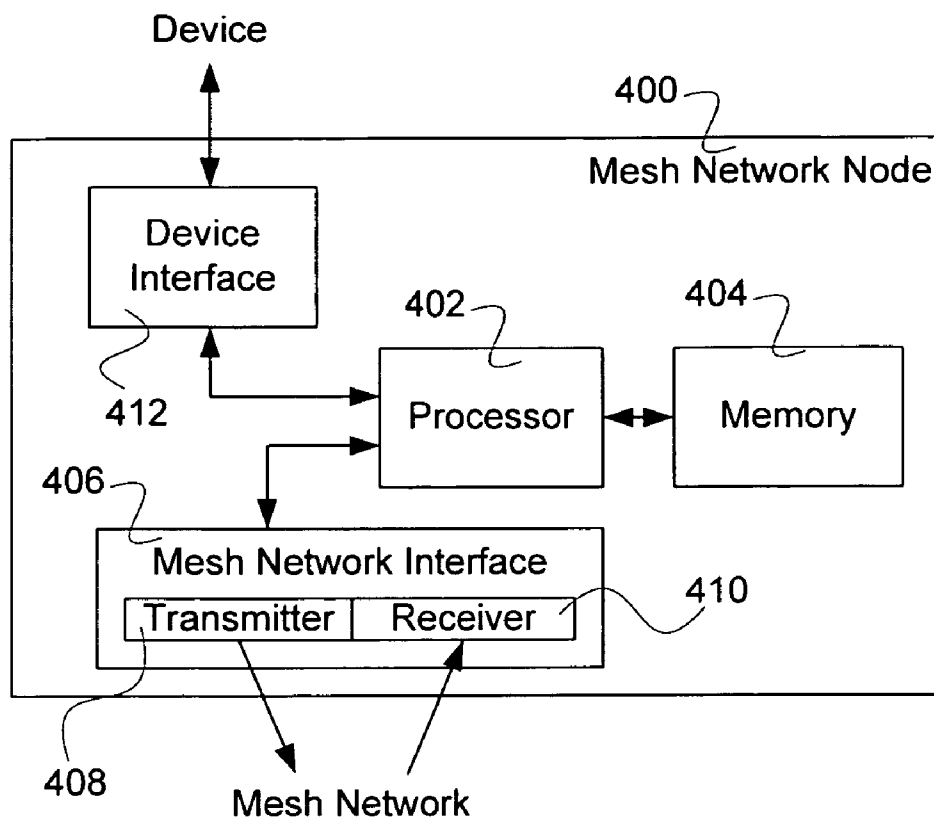 Device
400
Mesh Network Node
Device
Interface
412
402
Processor
404
Memory
406
Mesh Network Interface
Transmitter
Receiver
410
408
Mesh Network